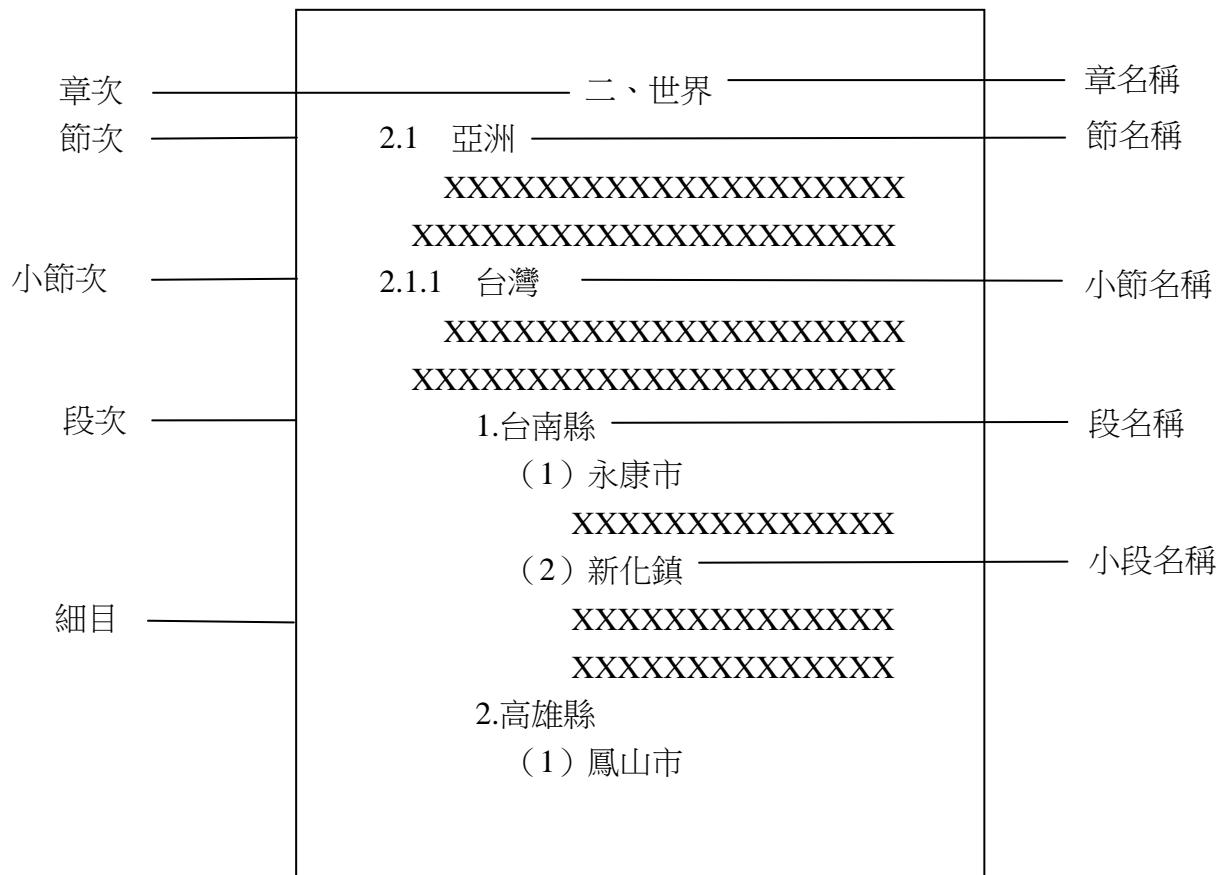 章次 二、世界 章名稱
節次 2.1 亞洲 節名稱
XXXXXXXXXXXXXXXXXXXX
XXXXXXXXXXXXXXXXXXXXX
小節次 2.1.1 台灣 小節名稱
XXXXXXXXXXXXXXXXXXXX
XXXXXXXXXXXXXXXXXXXXX
段次 1.台南縣 段名稱
（1）永康市
XXXXXXXXXXXXXX
（2）新化鎮 小段名稱
細目 XXXXXXXXXXXXXX
XXXXXXXXXXXXXX
2.高雄縣
（1）鳳山市